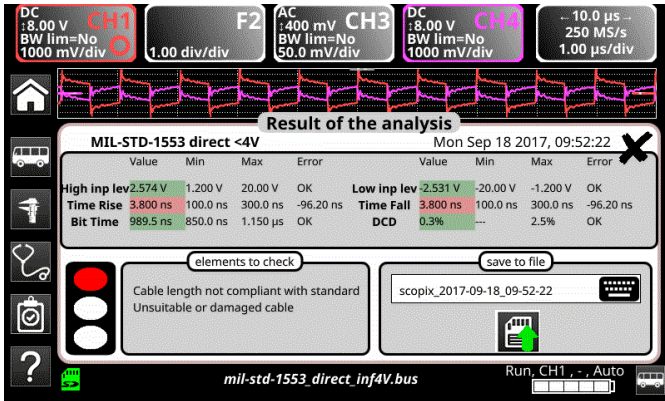 DC
↕8.00 V CH1
BW lim=No
1000 mV/div
F2
1.00 div/div
AC
↕400 mV CH3
BW lim=No
50.0 mV/div
DC
↕8.00 V CH4
BW lim=No
1000 mV/div
←10.0 µs→
250 MS/s
1.00 µs/div
Result of the analysis
MIL-STD-1553 direct <4V Mon Sep 18 2017, 09:52:22
Value Min Max Error Value Min Max Error
High inp lev 2.574 V 1.200 V 20.00 V OK Low inp lev -2.531 V -20.00 V -1.200 V OK
Time Rise 3.800 ns 100.0 ns 300.0 ns -96.20 ns Time Fall 3.800 ns 100.0 ns 300.0 ns -96.20 ns
Bit Time 989.5 ns 850.0 ns 1.150 µs OK DCD 0.3% --- 2.5% OK
elements to check
Cable length not compliant with standard
Unsuitable or damaged cable
save to file
scopix_2017-09-18_09-52-22
?
mil-std-1553_direct_inf4V.bus
Run, CH1 , - , Auto